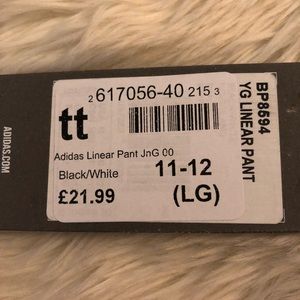 2 617056-40 215 3
tt
Adidas Linear Pant JnG 00
Black/White
11-12
£21.99
(LG)
BP8594
YG LINEAR PANT
ADIDAS.COM